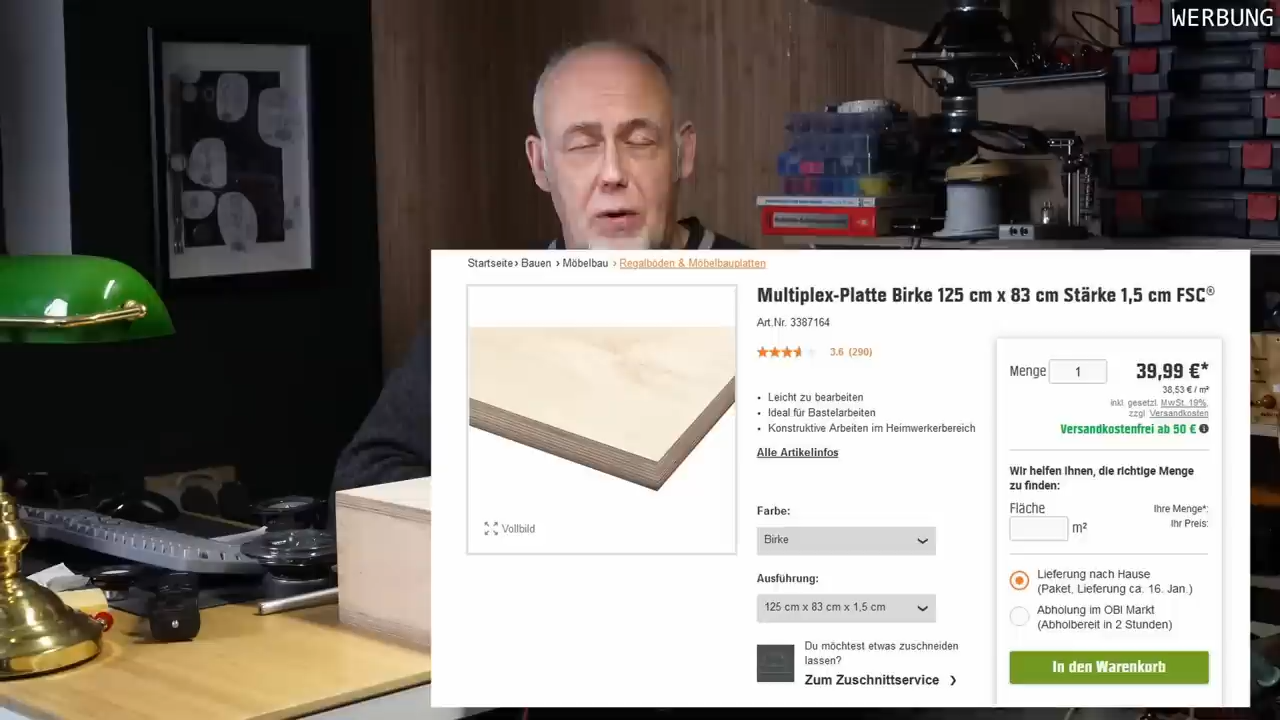 WERBUNG
Startseite › Bauen › Möbelbau › Regalböden & Möbelbauplatten
Multiplex-Platte Birke 125 cm x 83 cm Stärke 1,5 cm FSC®
Art.Nr. 3387164
3.6 (290)
• Leicht zu bearbeiten
• Ideal für Bastelarbeiten
• Konstruktive Arbeiten im Heimwerkerbereich
Alle Artikelinfos
Vollbild
Farbe:
Birke
Ausführung:
125 cm x 83 cm x 1,5 cm
Du möchtest etwas zuschneiden
lassen?
Zum Zuschnittservice
Menge 1 39,99 €*
38,53 € / m²
inkl. gesetzl. MwSt. 19%,
zzgl. Versandkosten
Versandkostenfrei ab 50 €
Wir helfen Ihnen, die richtige Menge
zu finden:
Fläche
m²
Ihre Menge*:
Ihr Preis:
Lieferung nach Hause
(Paket, Lieferung ca. 16. Jan.)
Abholung im OBI Markt
(Abholbereit in 2 Stunden)
In den Warenkorb